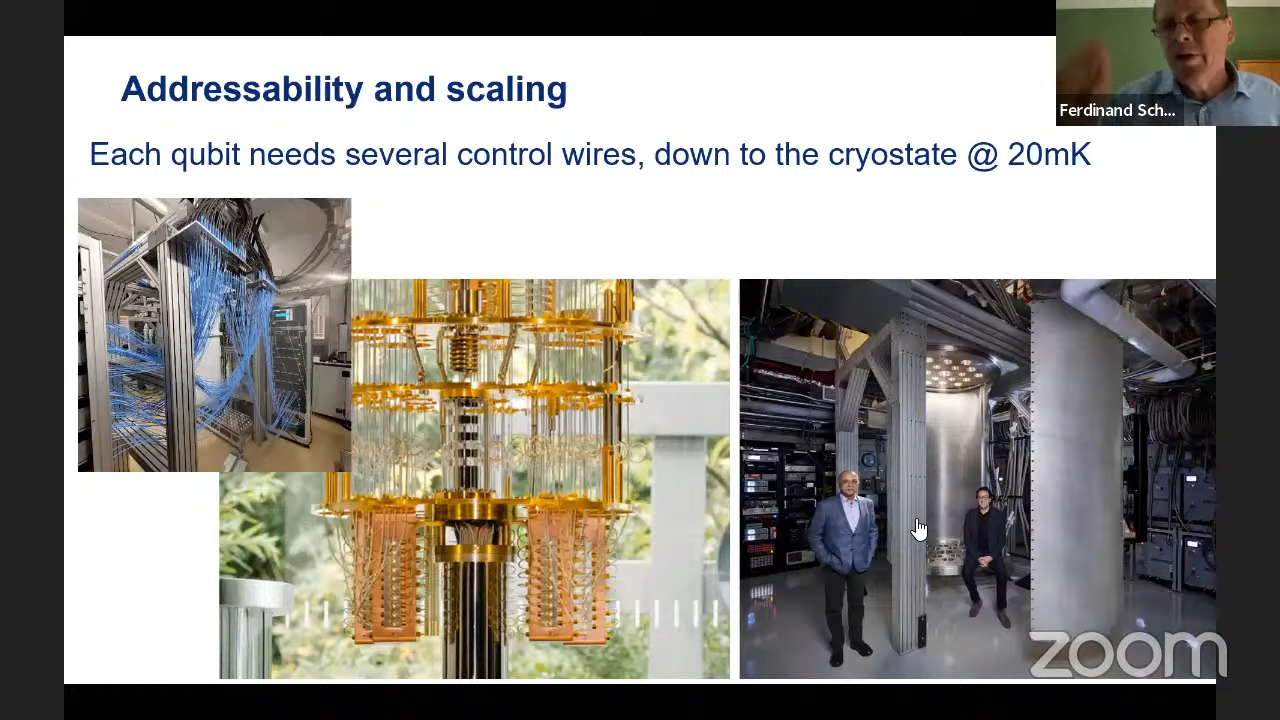 Addressability and scaling
Ferdinand Sch...
Each qubit needs several control wires, down to the cryostate @ 20mK
zoom